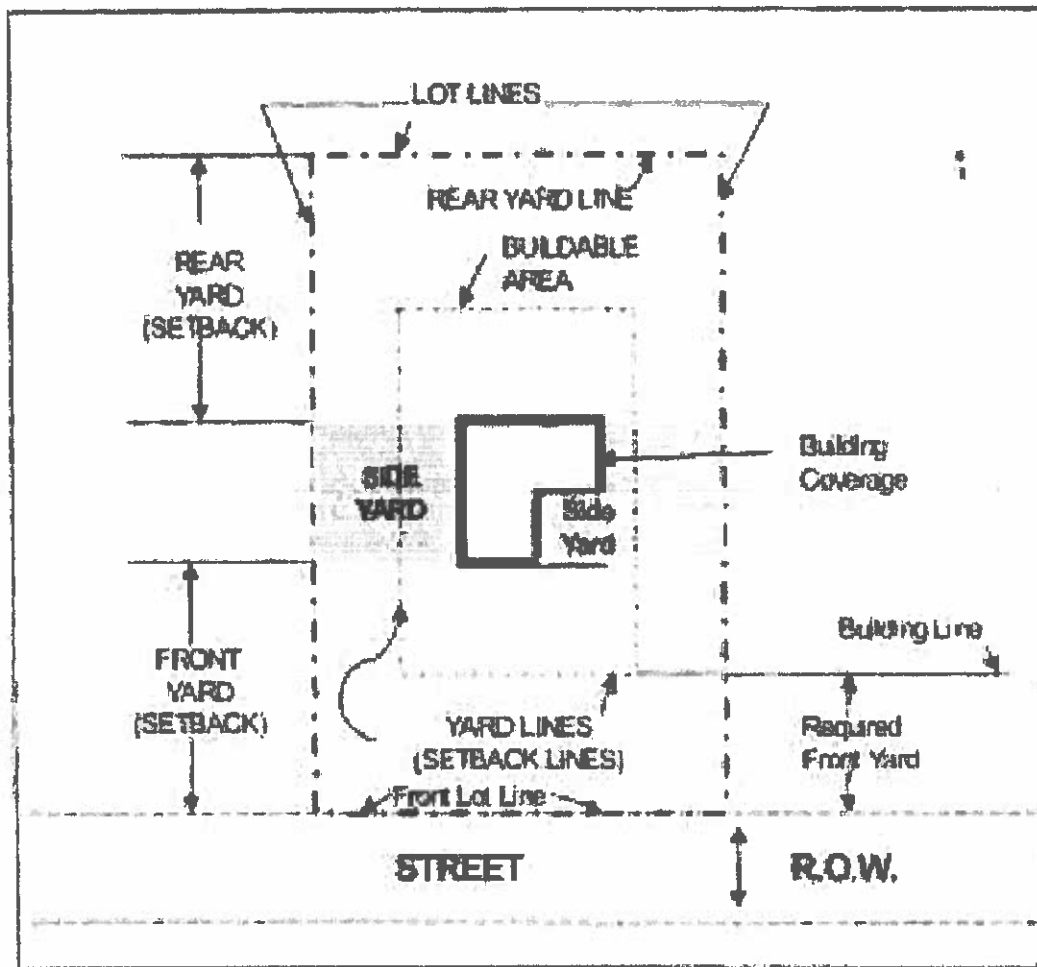 LOT LINES
REAR YARD LINE
BUILDABLE
AREA
REAR
YARD
(SETBACK)
Building
Coverage
SIDE
YARD
Side
Yard
Building Line
FRONT
YARD
(SETBACK)
YARD LINES
(SETBACK LINES)
Required
Front Yard
Front Lot Line
STREET
R.O.W.